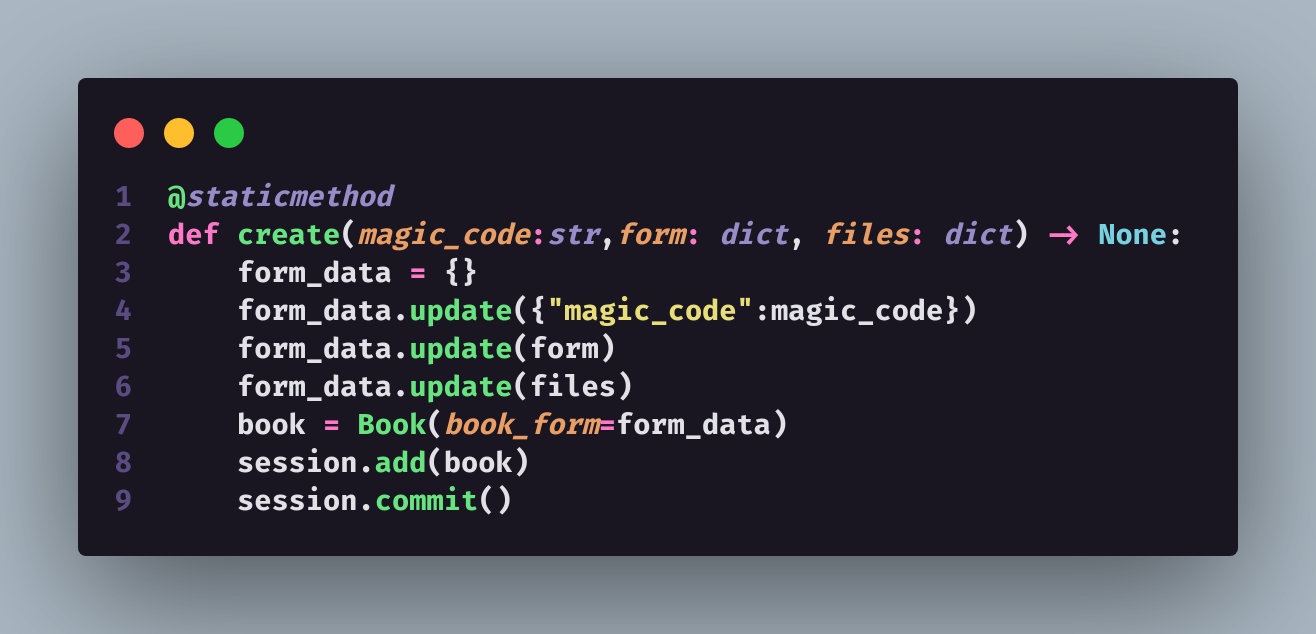 1 @staticmethod
2 def create(magic_code:str,form: dict, files: dict) -> None:
3     form_data = {}
4     form_data.update({"magic_code":magic_code})
5     form_data.update(form)
6     form_data.update(files)
7     book = Book(book_form=form_data)
8     session.add(book)
9     session.commit()